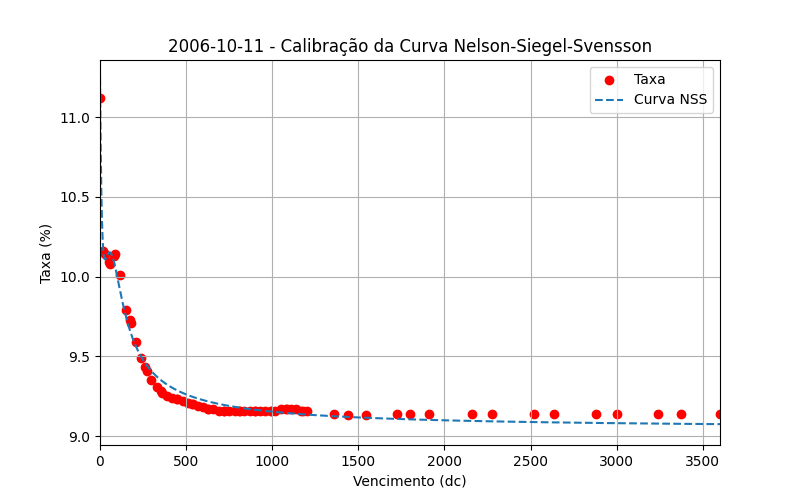 2006-10-11 - Calibração da Curva Nelson-Siegel-Svensson
Taxa
Curva NSS
Taxa (%)
11.0
10.5
10.0
9.5
9.0
0 500 1000 1500 2000 2500 3000 3500
Vencimento (dc)